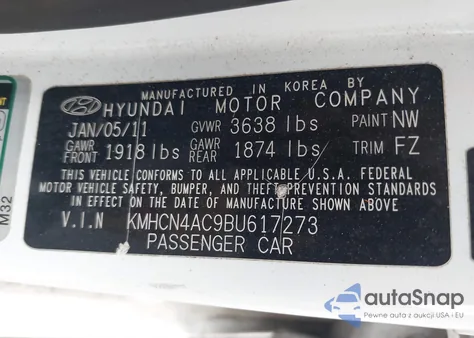 MANUFACTURED IN KOREA BY
HYUNDAI MOTOR COMPANY
JAN/05/11 GVWR 3638 lbs PAINT NW
GAWR FRONT 1918 lbs GAWR REAR 1874 lbs TRIM FZ
THIS VEHICLE CONFORMS TO ALL APPLICABLE U.S.A. FEDERAL
MOTOR VEHICLE SAFETY, BUMPER, AND THEFT PREVENTION STANDARDS
IN EFFECT ON THE DATE OF MANUFACTURE SHOWN ABOVE
V.I.N KMHCN4AC9BU617273
PASSENGER CAR
M32
autoSnap
Pewne auta z aukcji USA i EU